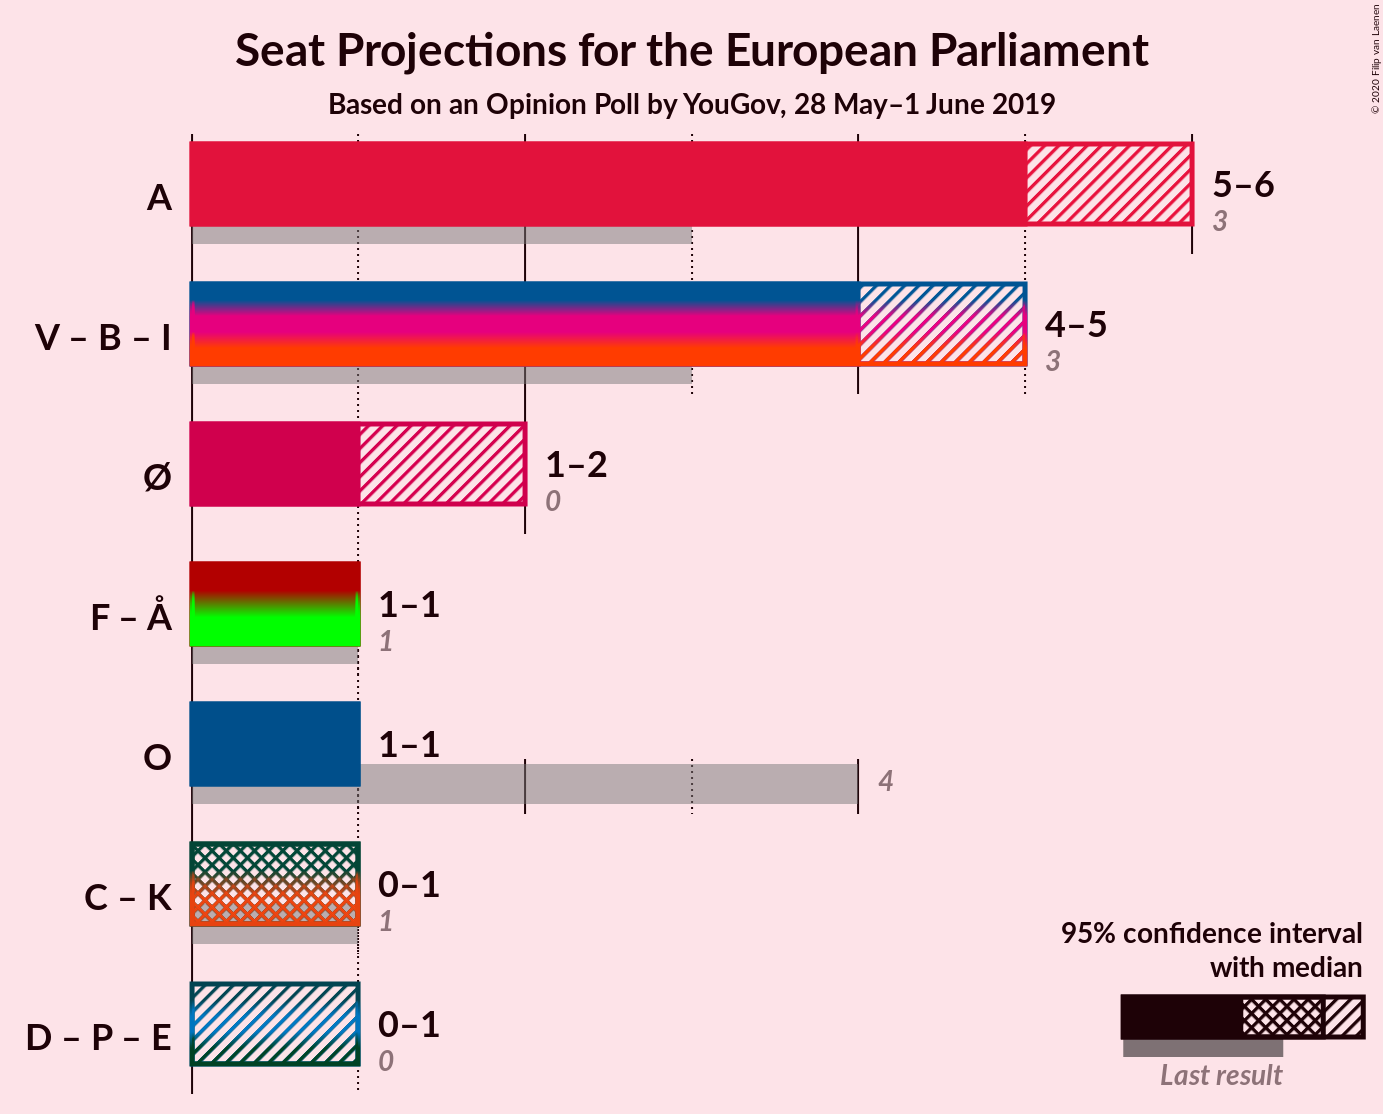 Seat Projections for the European Parliament
Based on an Opinion Poll by YouGov, 28 May–1 June 2019
© 2020 Filip van Laenen
A
5–6
3
V – B – I
4–5
3
Ø
1–2
0
F – Å
1–1
1
O
1–1
4
C – K
0–1
1
D – P – E
0–1
0
95% confidence interval
with median
Last result